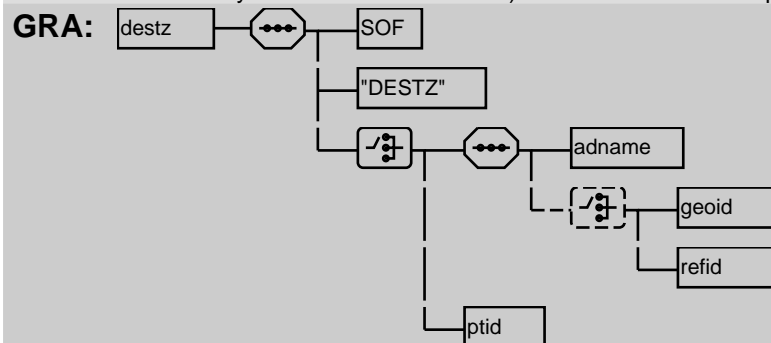 GRA: destz SOF
"DESTZ"
adname
geoid
refid
ptid